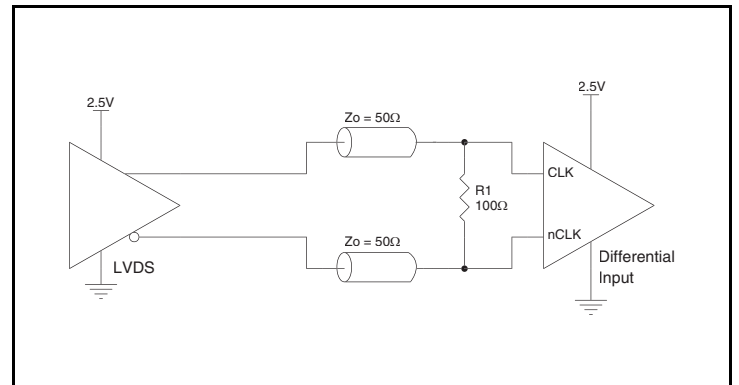 2.5V
2.5V
Zo = 50Ω
CLK
R1
100Ω
nCLK
Zo = 50Ω
LVDS
Differential
Input